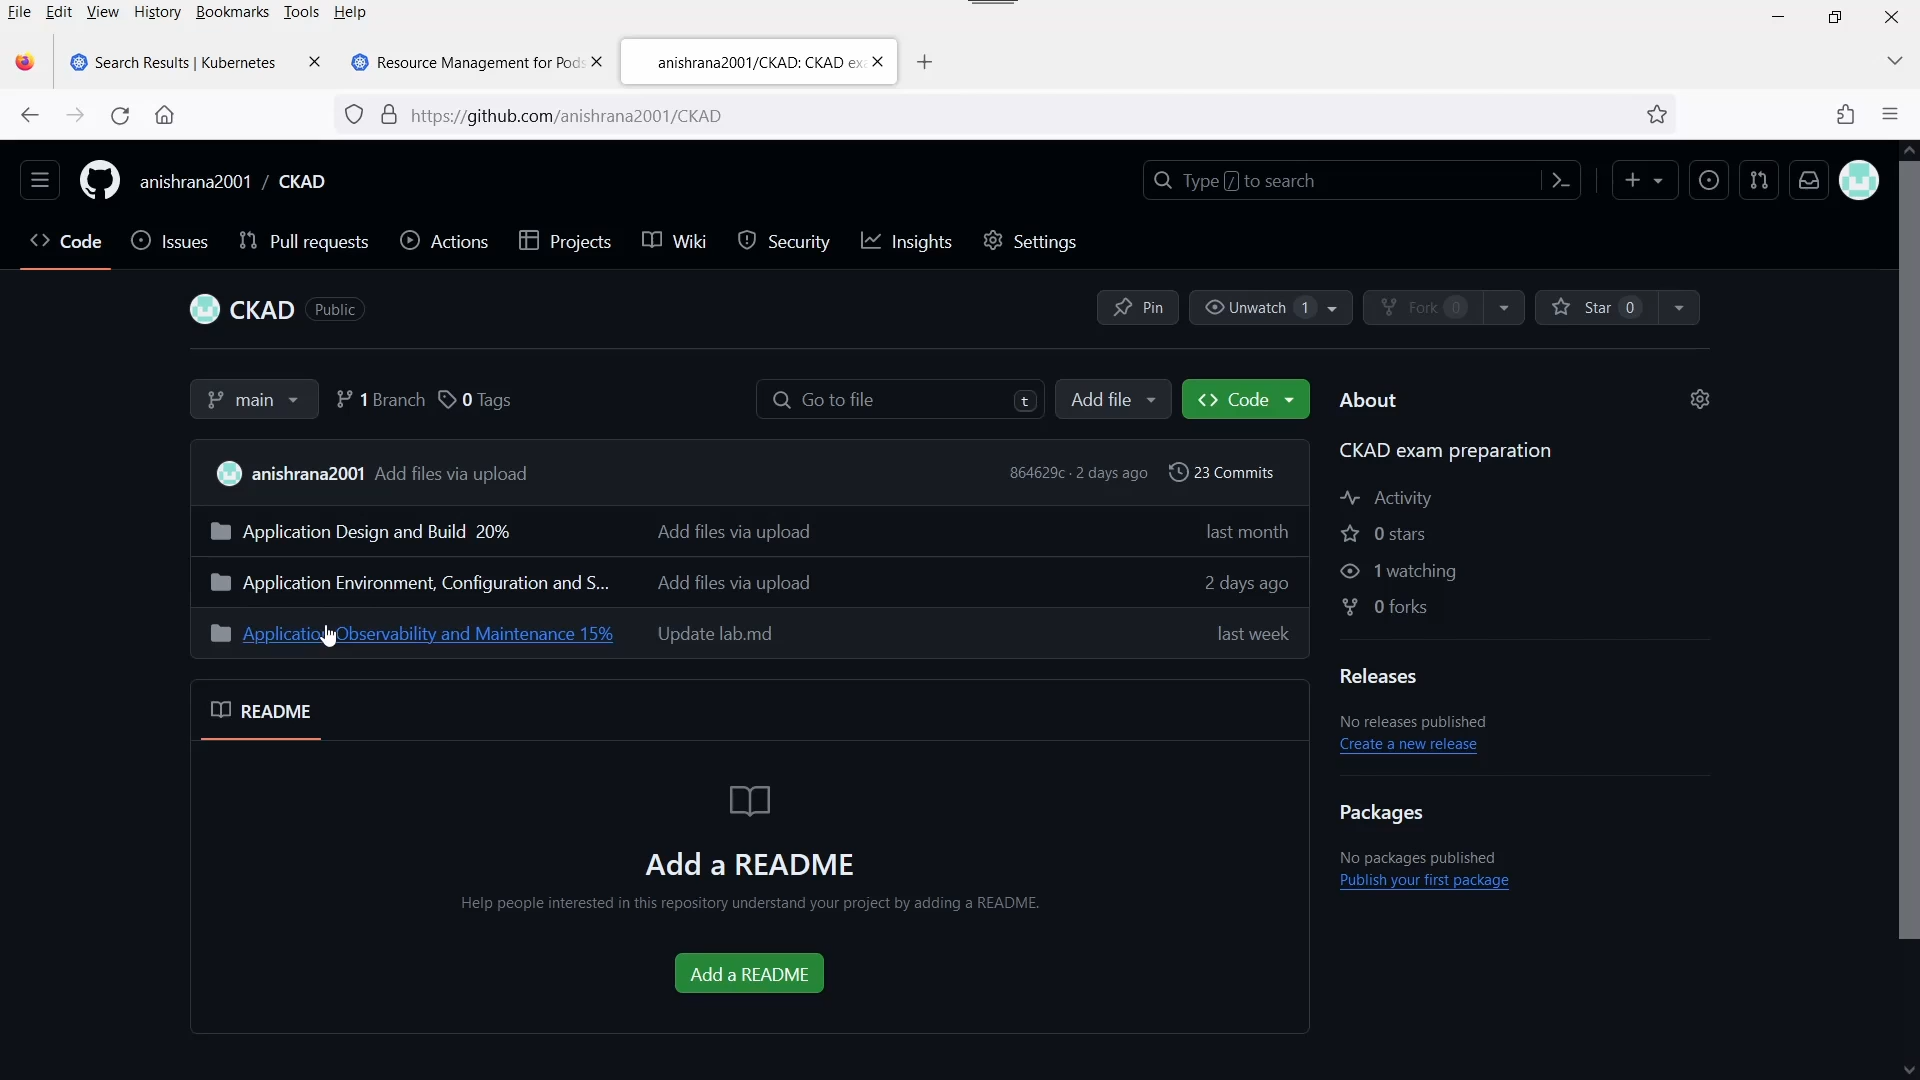 File Edit View History Bookmarks Tools Help
Search Results | Kubernetes
Resource Management for Pods
anishrana2001/CKAD: CKAD ex
https://github.com/anishrana2001/CKAD
anishrana2001 / CKAD
Type / to search
Code Issues Pull requests Actions Projects Wiki Security Insights Settings
CKAD Public
Pin Unwatch 1 Fork 0 Star 0
main 1 Branch 0 Tags
Go to file t Add file Code
anishrana2001 Add files via upload 864629c · 2 days ago 23 Commits
Application Design and Build 20% Add files via upload last month
Application Environment, Configuration and S... Add files via upload 2 days ago
Application Observability and Maintenance 15% Update lab.md last week
README
Add a README
Help people interested in this repository understand your project by adding a README.
Add a README
About
CKAD exam preparation
Activity
0 stars
1 watching
0 forks
Releases
No releases published
Create a new release
Packages
No packages published
Publish your first package